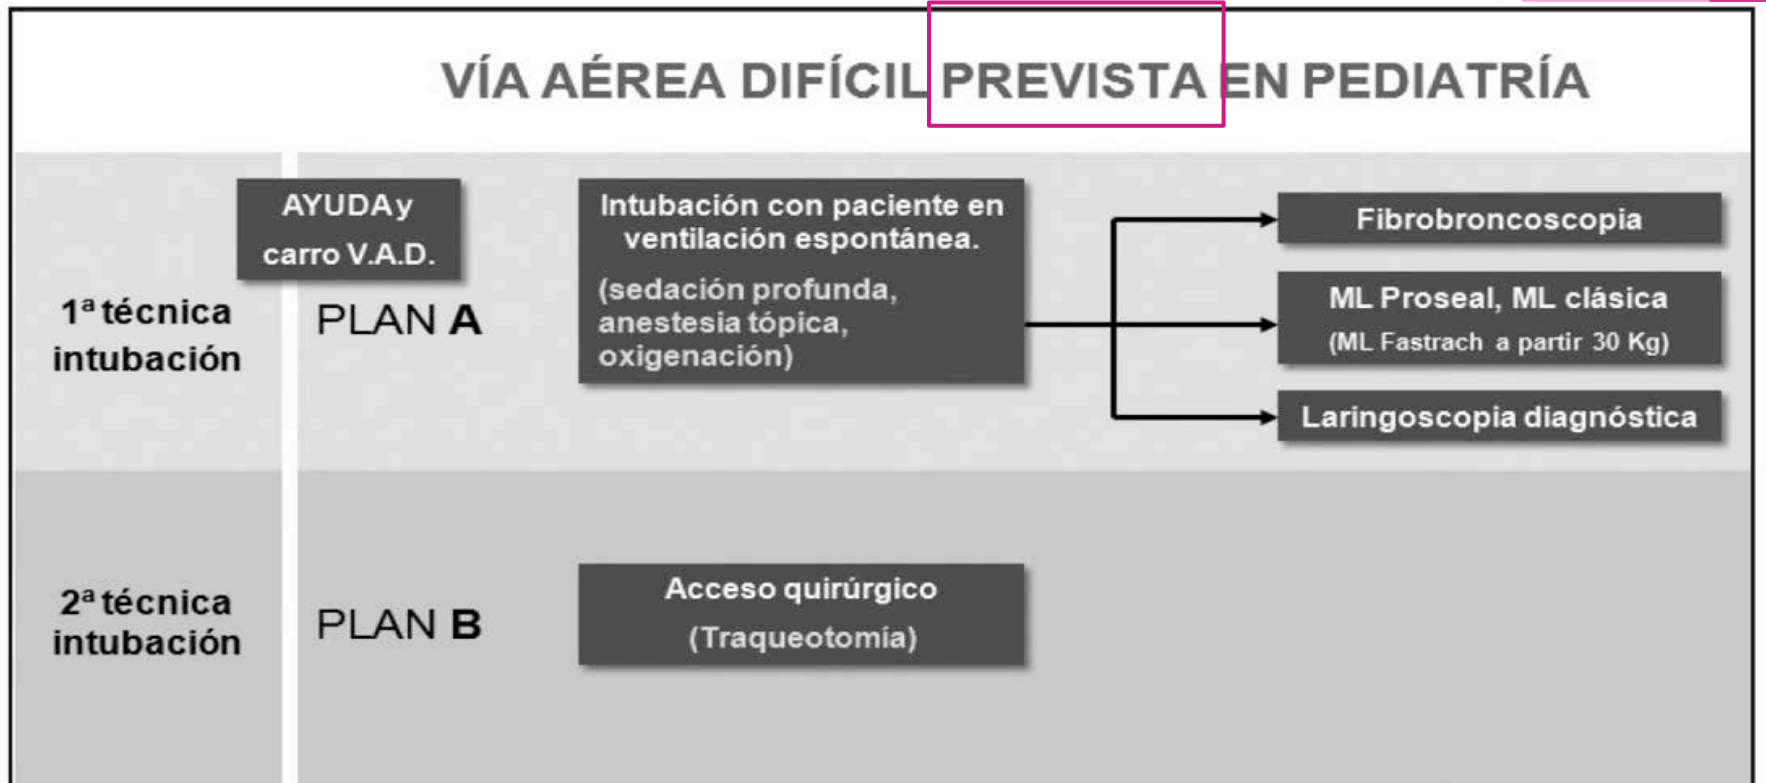 VÍA AÉREA DIFÍCIL PREVISTA EN PEDIATRÍA
AYUDA y
carro V.A.D.
1ª técnica
intubación
PLAN A
Intubación con paciente en
ventilación espontánea.
(sedación profunda,
anestesia tópica,
oxigenación)
Fibrobroncoscopia
ML Proseal, ML clásica
(ML Fastrach a partir 30 Kg)
Laringoscopia diagnóstica
2ª técnica
intubación
PLAN B
Acceso quirúrgico
(Traqueotomía)